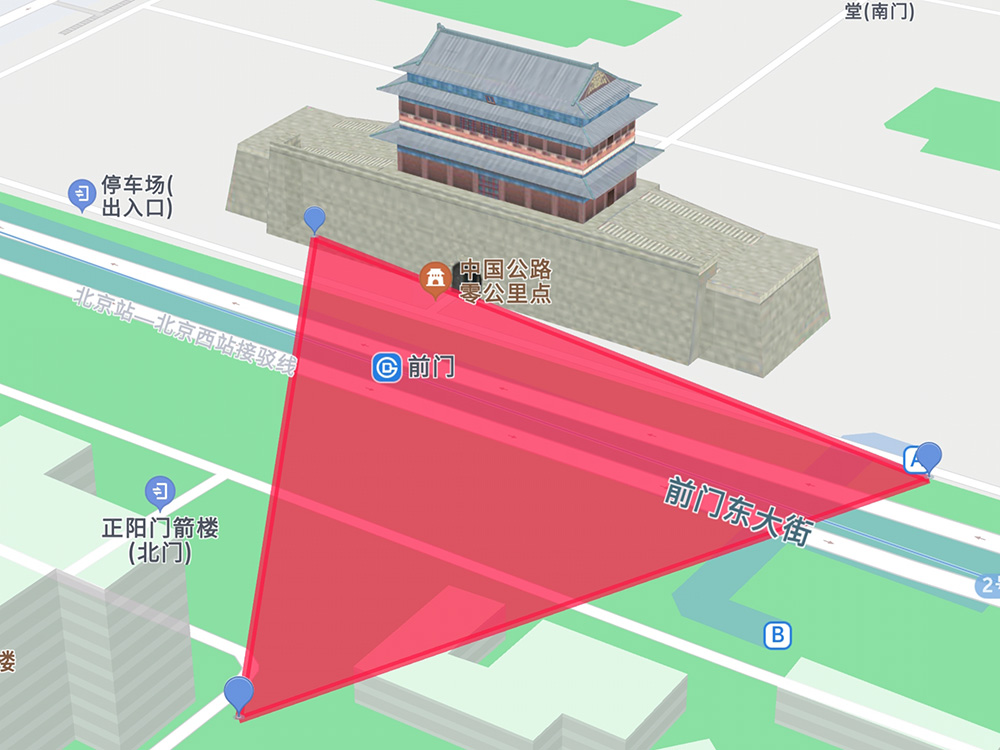 堂(南门)
停车场(
出入口)
中国公路
零公里点
北京站—北京西站接驳线
前门
A
前门东大街
正阳门箭楼
(北门)
2号
B
楼